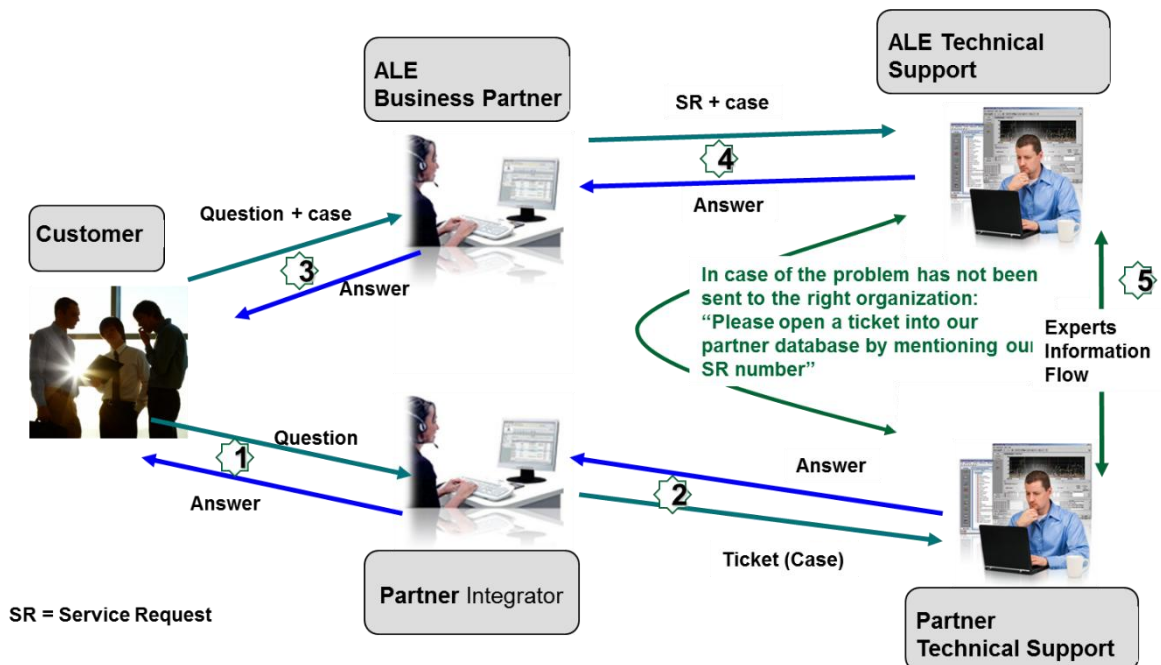 ALE
Business Partner
ALE Technical
Support
SR + case
4
Answer
Question + case
Customer
3
Answer
In case of the problem has not been
sent to the right organization:
“Please open a ticket into our
partner database by mentioning our
SR number”
5
Experts
Information
Flow
Question
1
Answer
Answer
2
Ticket (Case)
Partner Integrator
SR = Service Request
Partner
Technical Support